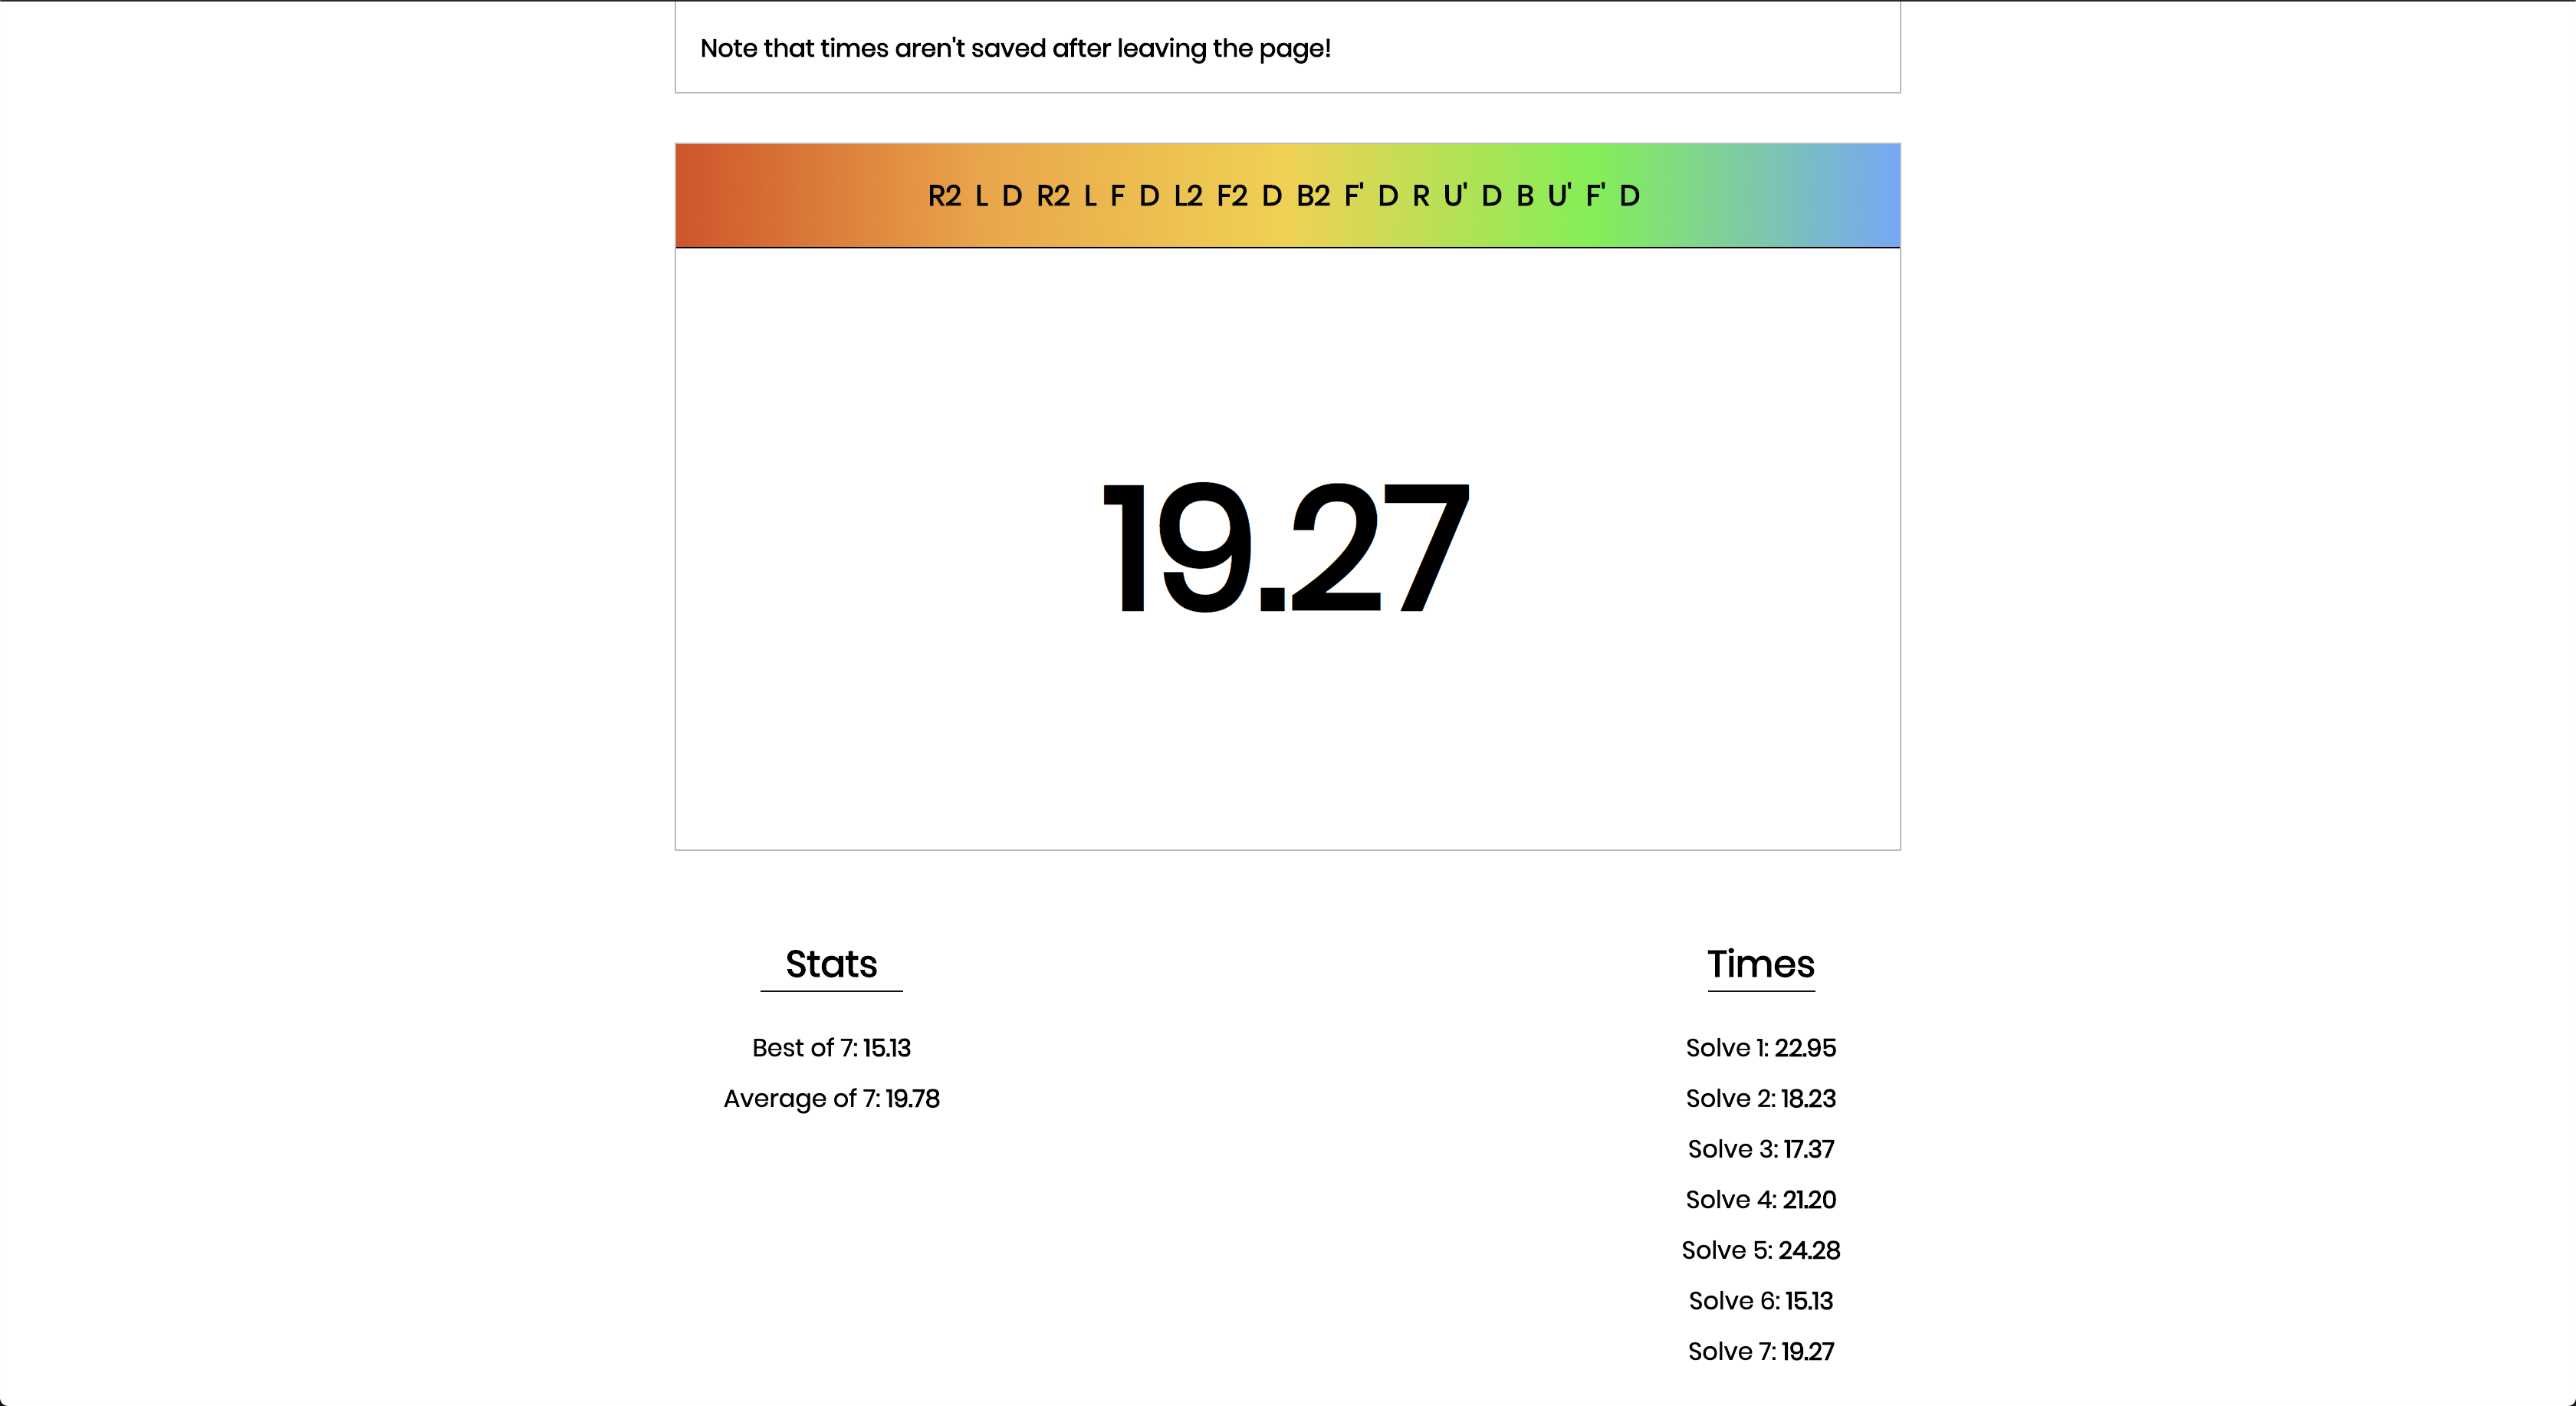 Note that times aren't saved after leaving the page!
R2 L D R2 L F D L2 F2 D B2 F' D R U' D B U' F' D
19.27
Stats
Best of 7: 15.13
Average of 7: 19.78
Times
Solve 1: 22.95
Solve 2: 18.23
Solve 3: 17.37
Solve 4: 21.20
Solve 5: 24.28
Solve 6: 15.13
Solve 7: 19.27